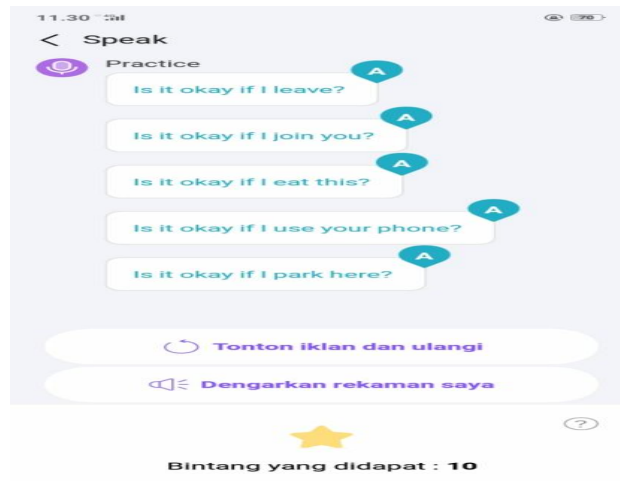 11.30
70
< Speak
Practice
A
Is it okay if I leave?
A
Is it okay if I join you?
A
Is it okay if I eat this?
A
Is it okay if I use your phone?
A
Is it okay if I park here?
Tonton iklan dan ulangi
Dengarkan rekaman saya
?
Bintang yang didapat : 10